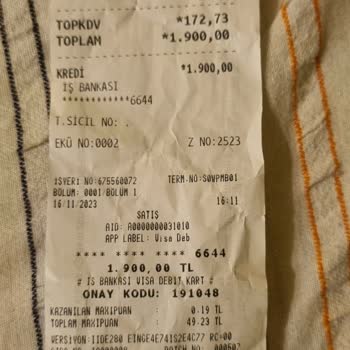 TOPKDV *172,73
TOPLAM *1.900,00
KREDİ *1.900,00
İŞ BANKASI
************6644
T.SİCİL NO: .
EKÜ NO:0002 Z NO:2523
İŞYERİ NO:675560072 TERM.NO:S0VPMB01
BÖLÜM: 0001/BÖLÜM 1
16/11/2023 16:11
SATIŞ
AID: A0000000031010
APP LABEL: Visa Dab
**** **** **** 6644
1.900,00 TL
# İŞ BANKASI VISA DEBIT KART #
ONAY KODU: 191048
KAZANILAN MAXIPUAN : 0.19 TL
TOPLAM MAXIPUAN : 49.23 TL